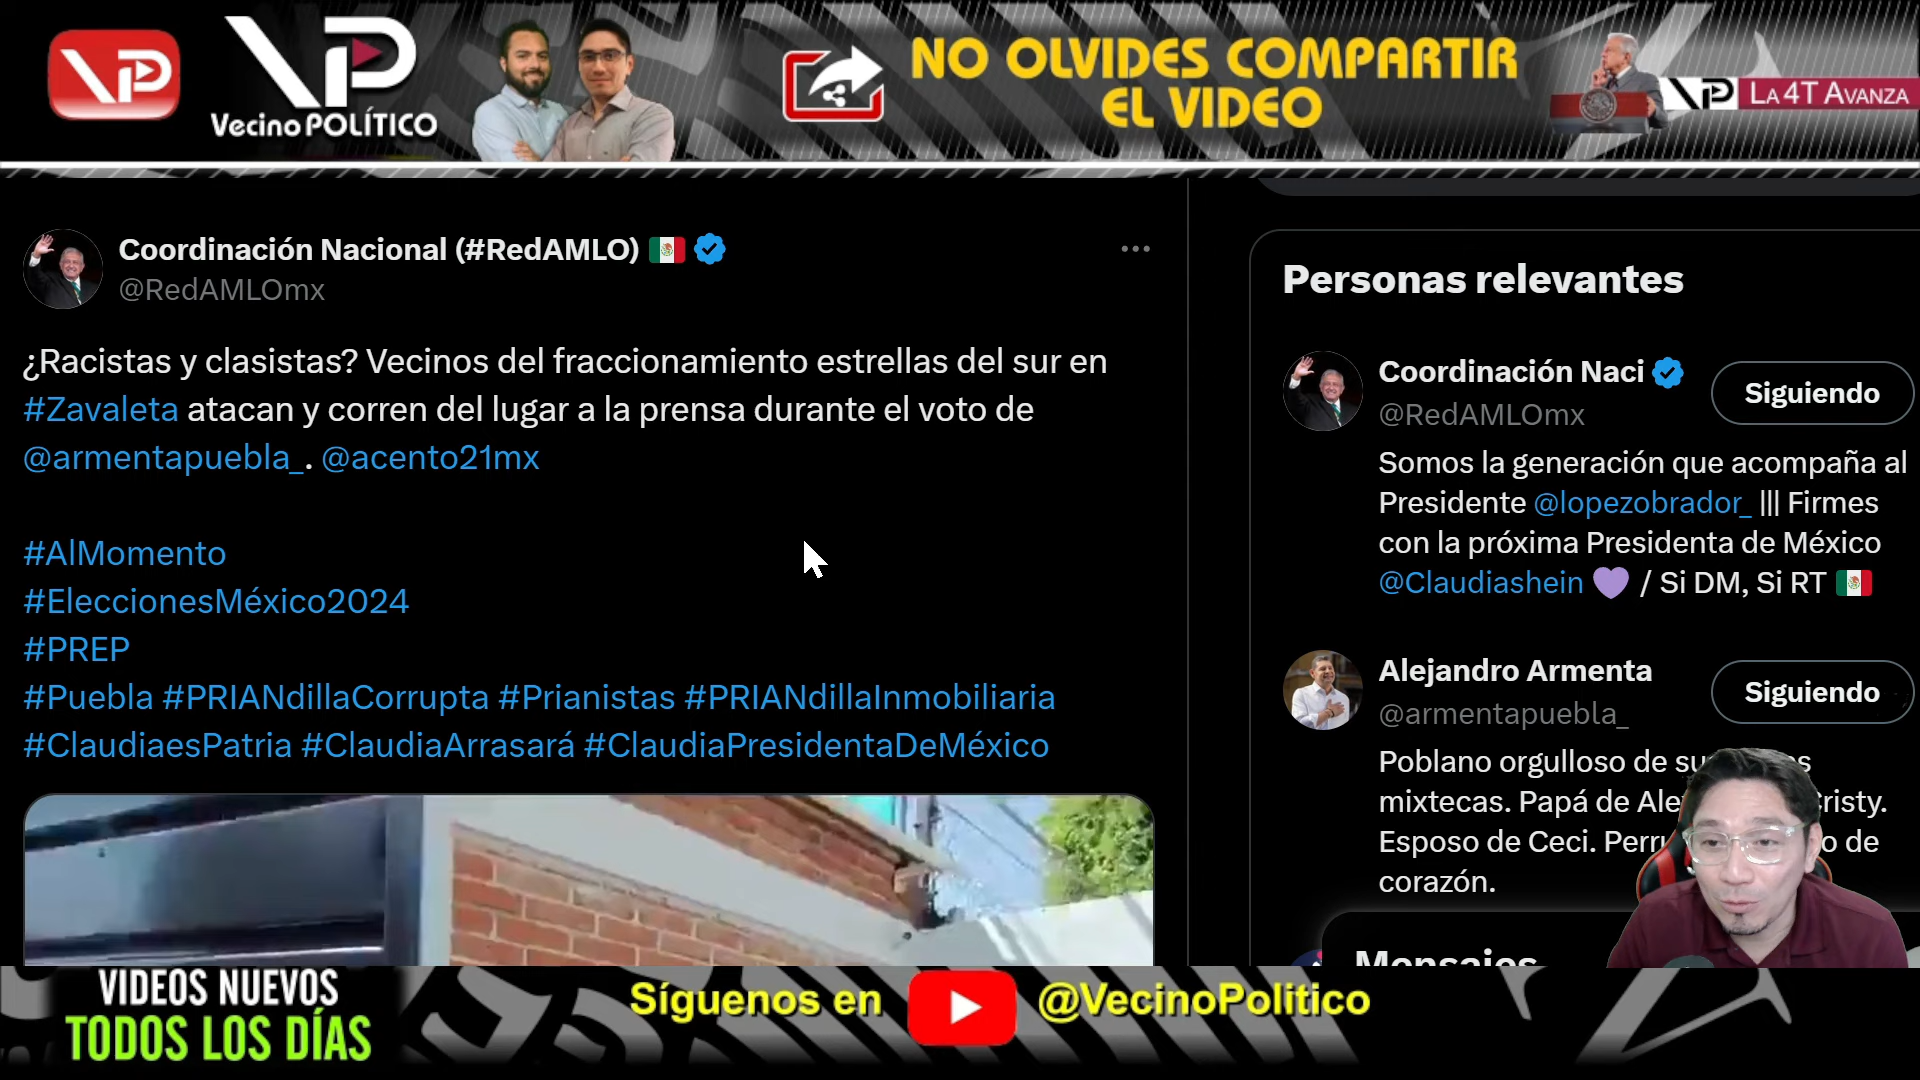 VP
VP
Vecino POLÍTICO
NO OLVIDES COMPARTIR
EL VIDEO
VP LA 4T AVANZA
Coordinación Nacional (#RedAMLO)
@RedAMLOmx
¿Racistas y clasistas? Vecinos del fraccionamiento estrellas del sur en
#Zavaleta atacan y corren del lugar a la prensa durante el voto de
@armentapuebla_. @acento21mx
#AlMomento
#EleccionesMéxico2024
#PREP
#Puebla #PRIANdillaCorrupta #Prianistas #PRIANdillaInmobiliaria
#ClaudiaesPatria #ClaudiaArrasará #ClaudiaPresidentaDeMéxico
Personas relevantes
Coordinación Naci
@RedAMLOmx
Siguiendo
Somos la generación que acompaña al
Presidente @lopezobrador_ ||| Firmes
con la próxima Presidenta de México
@Claudiashein 💜 / Si DM, Si RT
Alejandro Armenta
@armentapuebla_
Siguiendo
Poblano orgulloso de
mixtecas. Papá de Cristy.
Esposo de Ceci. de
corazón.
Mensajes
VIDEOS NUEVOS
TODOS LOS DÍAS
Síguenos en @VecinoPolitico